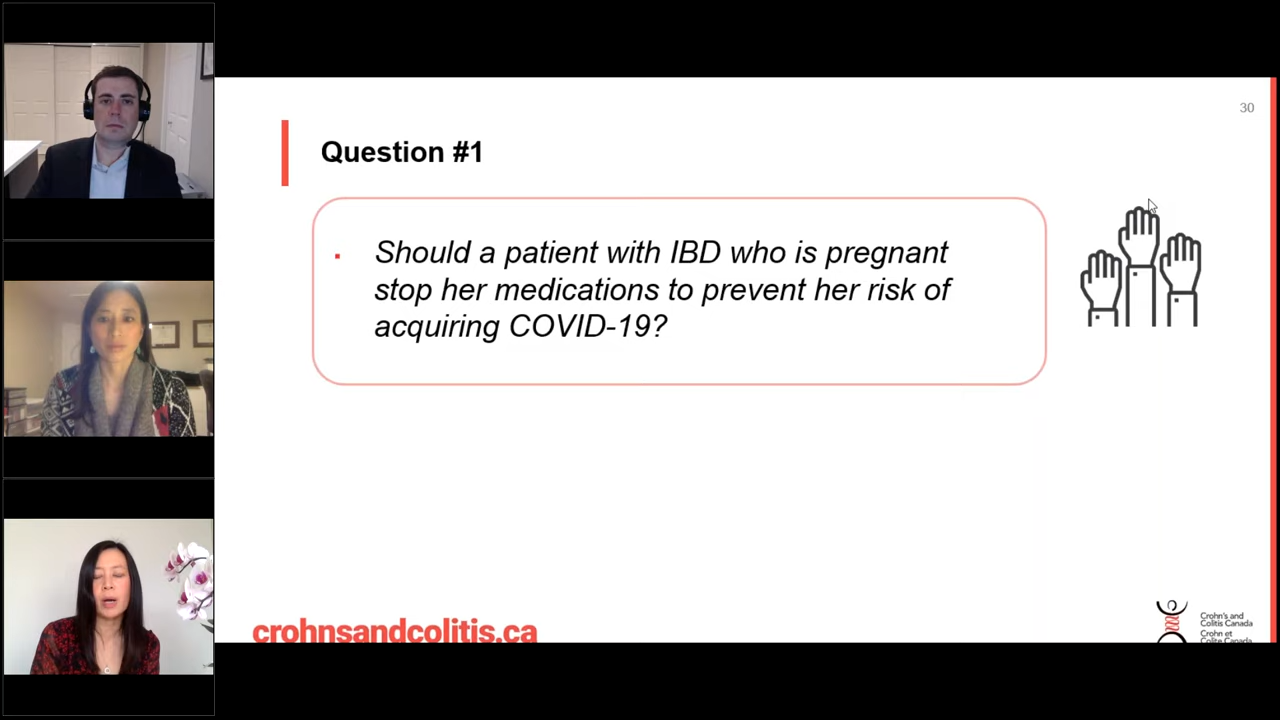 30
Question #1
▪ Should a patient with IBD who is pregnant
stop her medications to prevent her risk of
acquiring COVID-19?
crohnsandcolitis.ca
Crohn's and
Colitis Canada
Crohn et
Colite Canada